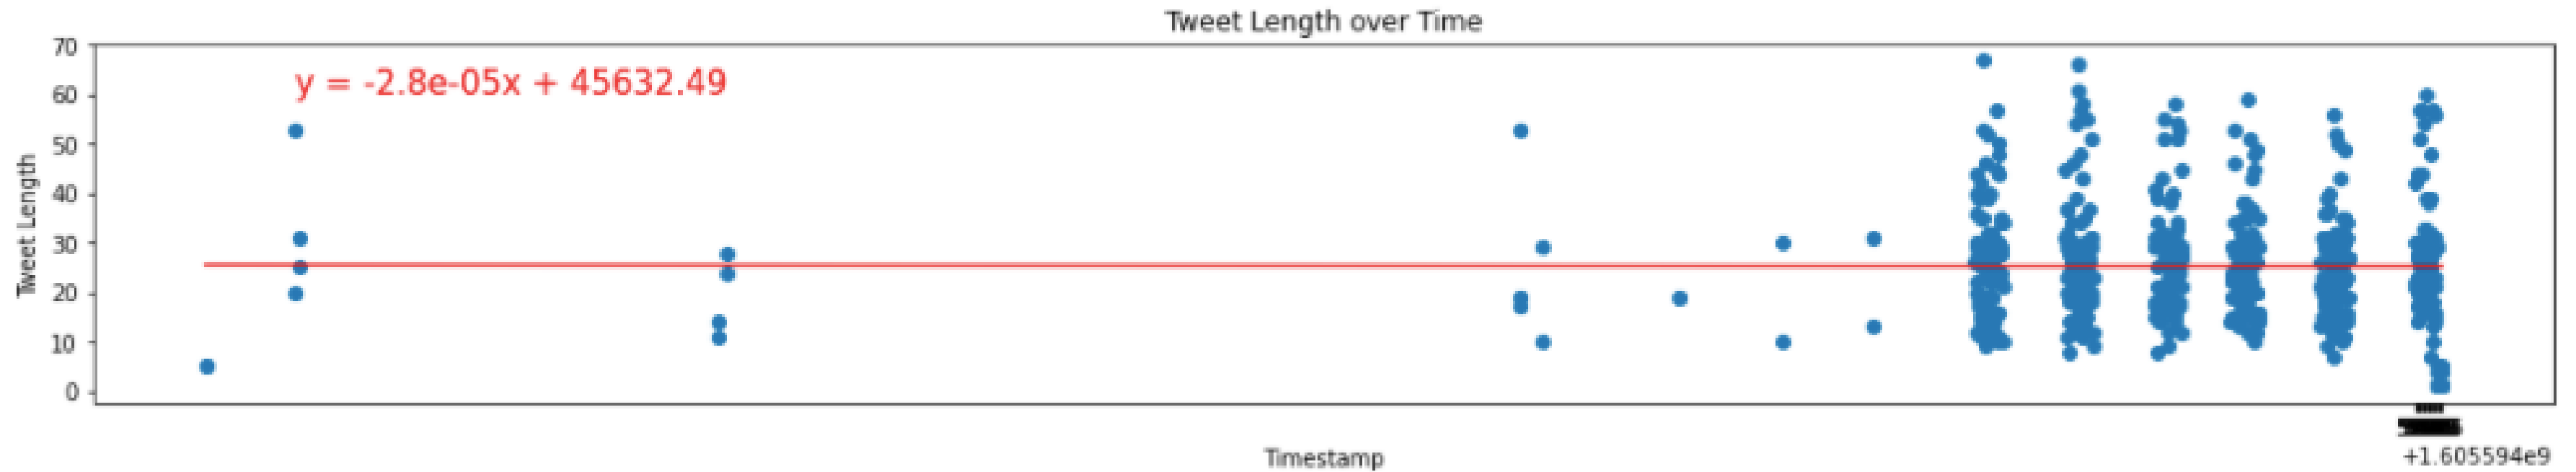 Tweet Length over Time
y = -2.8e-05x + 45632.49
Tweet Length
70
60
50
40
30
20
10
0
Timestamp
+1.605594e9